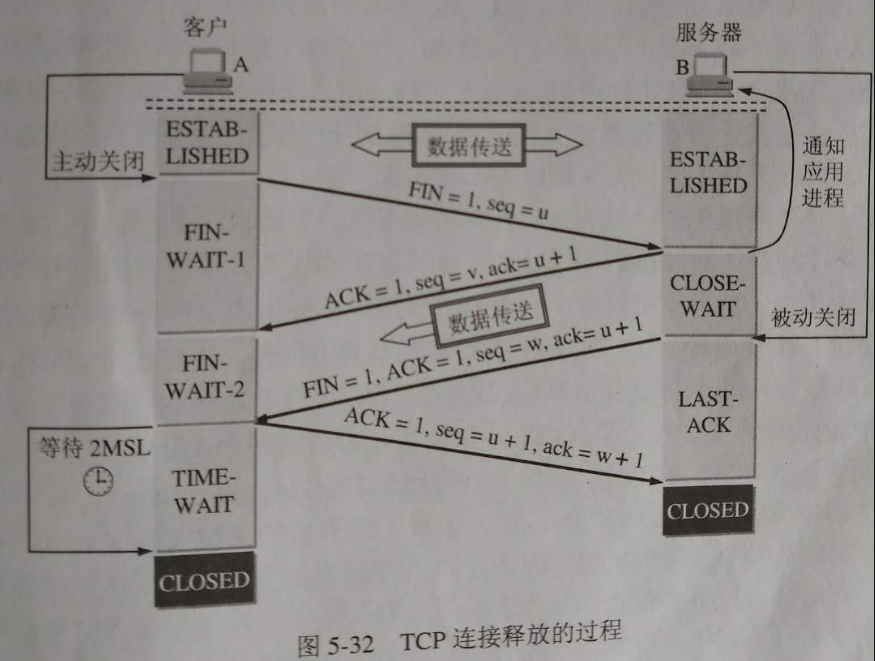 客户
服务器
A
B
ESTAB-
LISHED
数据传送
ESTAB-
LISHED
通知
应用
进程
主动关闭
FIN = 1, seq = u
FIN-
WAIT-1
ACK = 1, seq = v, ack= u + 1
CLOSE-
WAIT
数据传送
被动关闭
FIN-
WAIT-2
FIN = 1, ACK = 1, seq = w, ack= u + 1
LAST-
ACK
ACK = 1, seq = u + 1, ack = w + 1
等待 2MSL
TIME-
WAIT
CLOSED
CLOSED
图 5-32 TCP 连接释放的过程